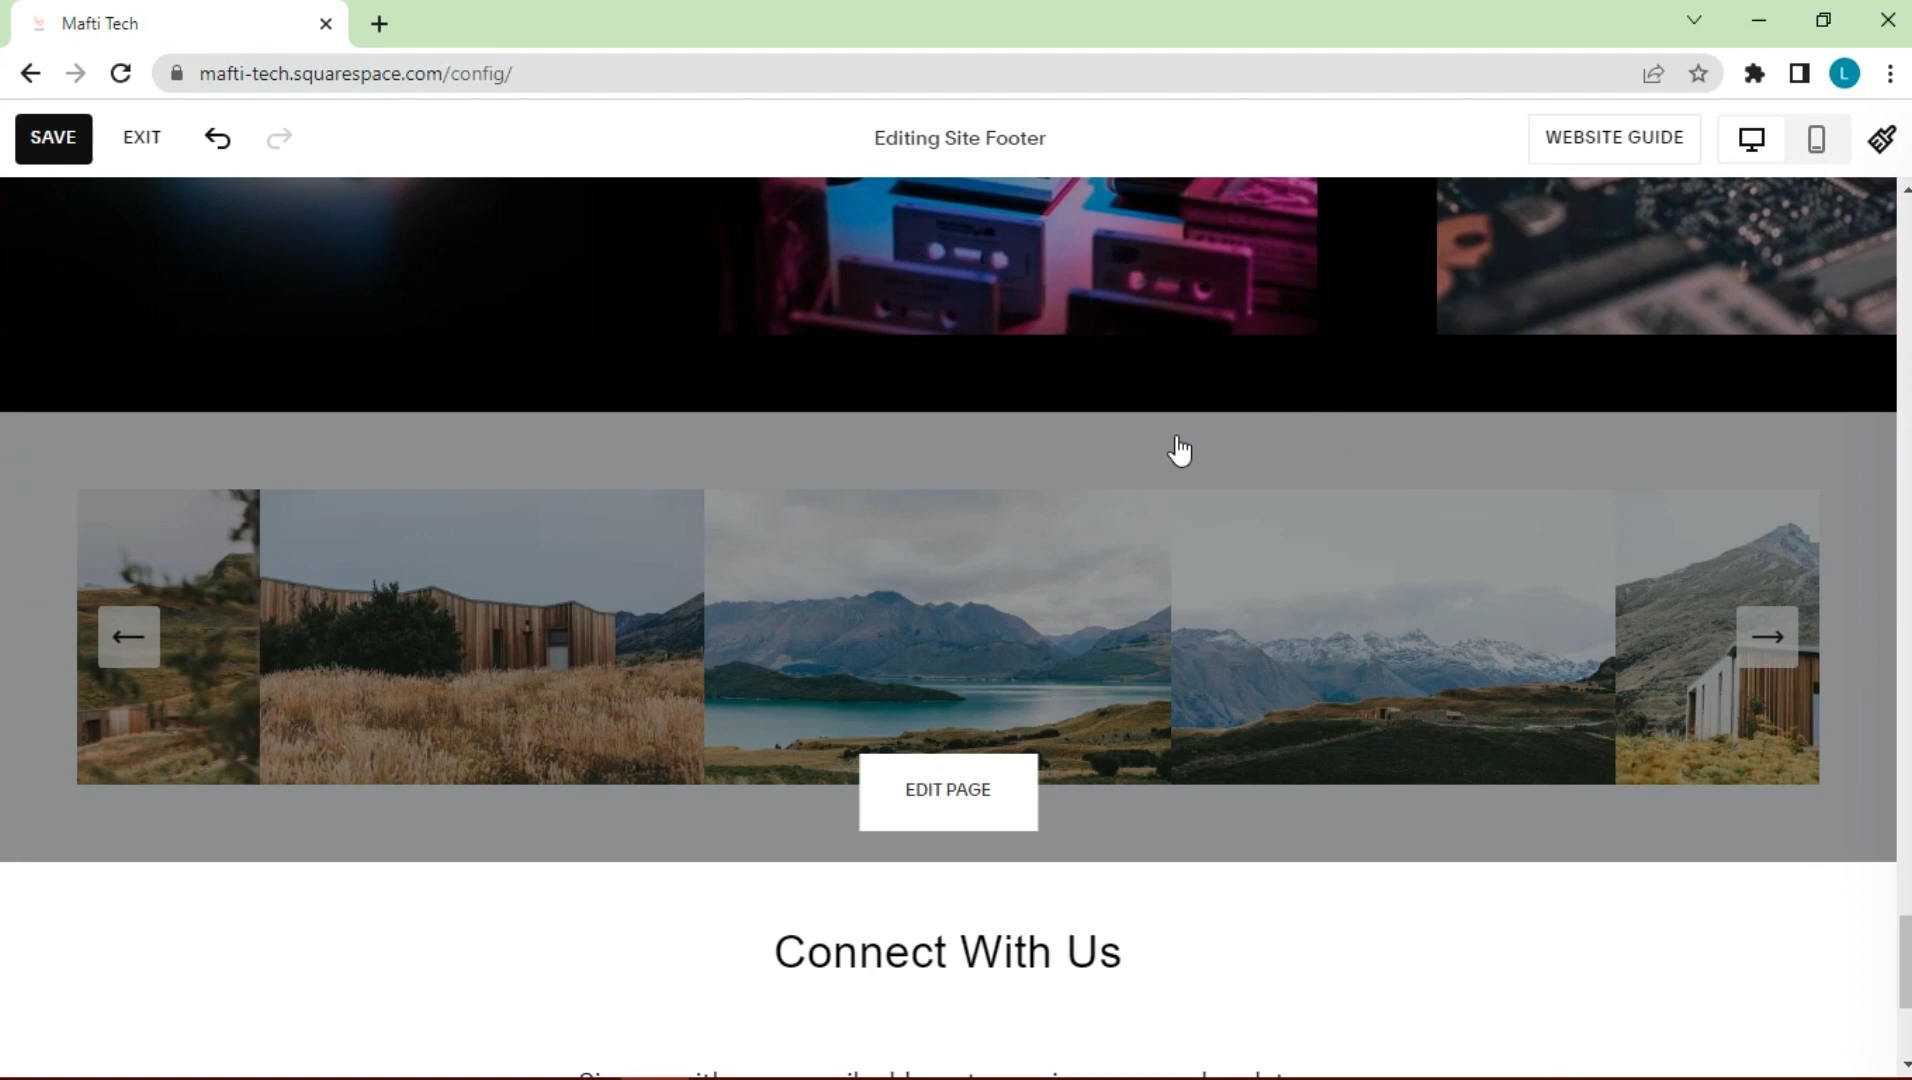 Mafti Tech
mafti-tech.squarespace.com/config/
L
SAVE
EXIT
Editing Site Footer
WEBSITE GUIDE
EDIT PAGE
Connect With Us